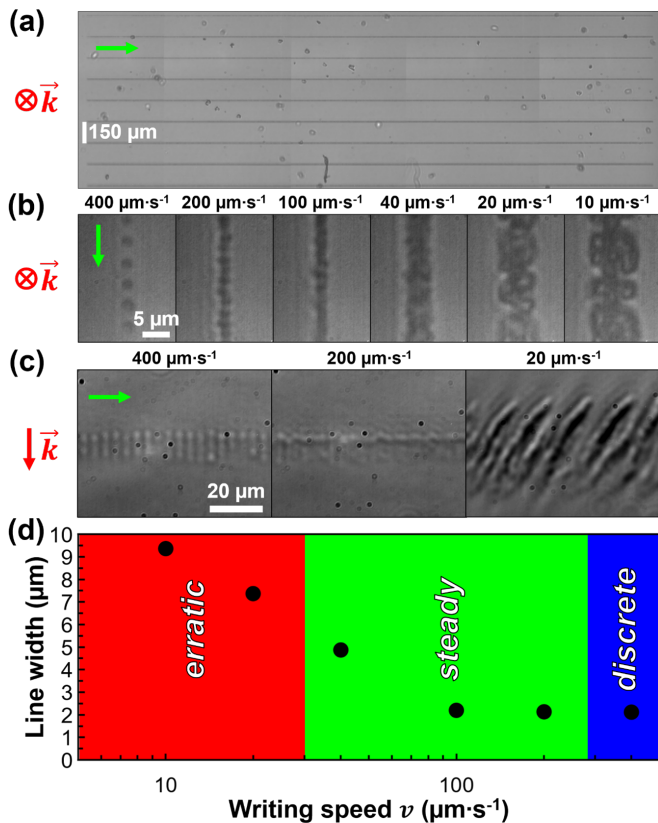 (a)
⊗k⃗
150 µm
(b)
400 µm·s⁻¹ 200 µm·s⁻¹ 100 µm·s⁻¹ 40 µm·s⁻¹ 20 µm·s⁻¹ 10 µm·s⁻¹
⊗k⃗
5 µm
(c)
400 µm·s⁻¹ 200 µm·s⁻¹ 20 µm·s⁻¹
k⃗
20 µm
(d)
Line width (µm)
10
9
8
7
6
5
4
3
2
1
0
erratic
steady
discrete
10 100
Writing speed v (µm·s⁻¹)